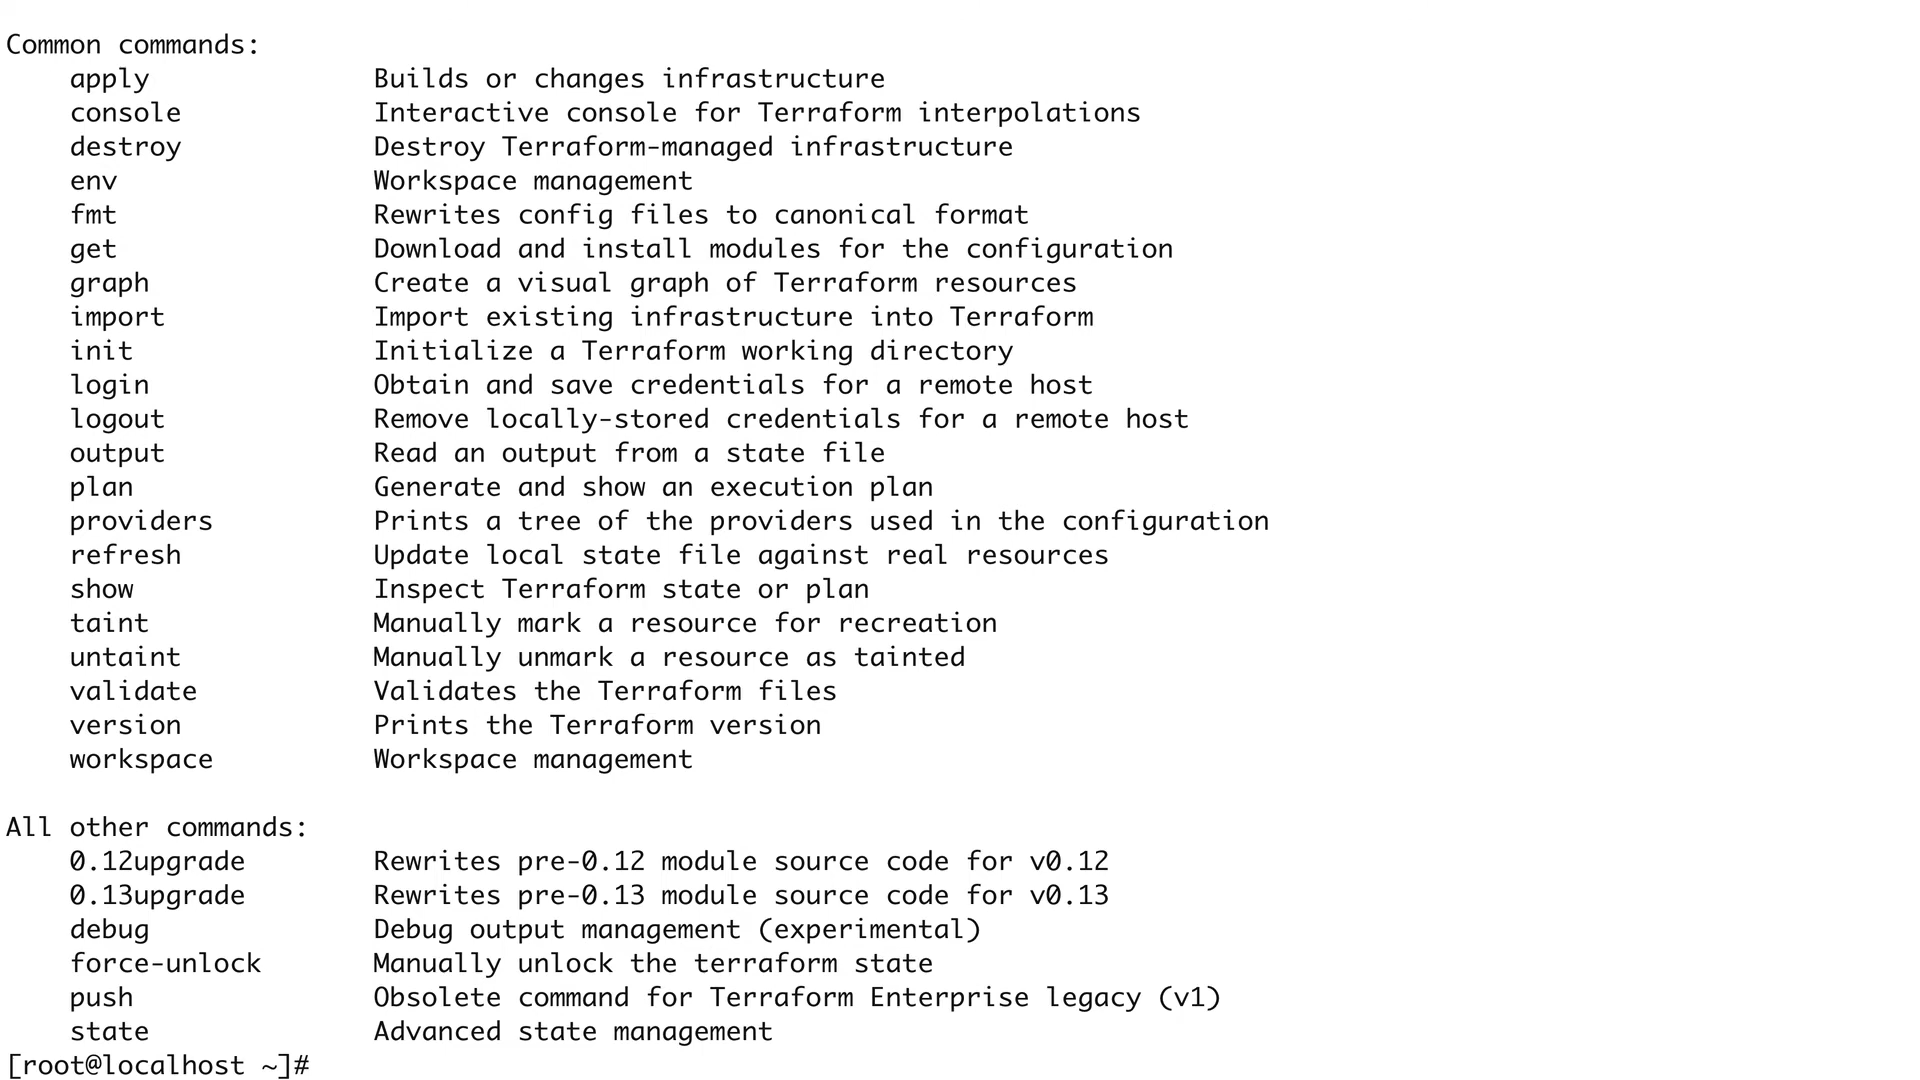 Common commands:
    apply              Builds or changes infrastructure
    console            Interactive console for Terraform interpolations
    destroy            Destroy Terraform-managed infrastructure
    env                Workspace management
    fmt                Rewrites config files to canonical format
    get                Download and install modules for the configuration
    graph              Create a visual graph of Terraform resources
    import             Import existing infrastructure into Terraform
    init               Initialize a Terraform working directory
    login              Obtain and save credentials for a remote host
    logout             Remove locally-stored credentials for a remote host
    output             Read an output from a state file
    plan               Generate and show an execution plan
    providers          Prints a tree of the providers used in the configuration
    refresh            Update local state file against real resources
    show               Inspect Terraform state or plan
    taint              Manually mark a resource for recreation
    untaint            Manually unmark a resource as tainted
    validate           Validates the Terraform files
    version            Prints the Terraform version
    workspace          Workspace management

All other commands:
    0.12upgrade        Rewrites pre-0.12 module source code for v0.12
    0.13upgrade        Rewrites pre-0.13 module source code for v0.13
    debug              Debug output management (experimental)
    force-unlock       Manually unlock the terraform state
    push               Obsolete command for Terraform Enterprise legacy (v1)
    state              Advanced state management
[root@localhost ~]#